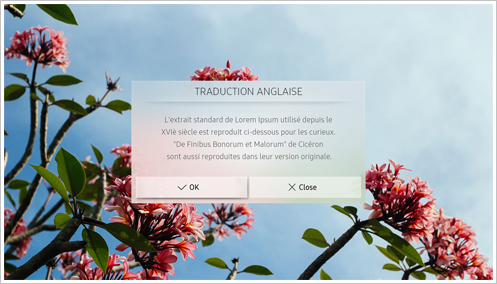 TRADUCTION ANGLAISE
L'extrait standard de Lorem Ipsum utilisé depuis le
XVIè siècle est reproduit ci-dessous pour les curieux.
"De Finibus Bonorum et Malorum" de Cicéron
sont aussi reproduites dans leur version originale.
OK
Close